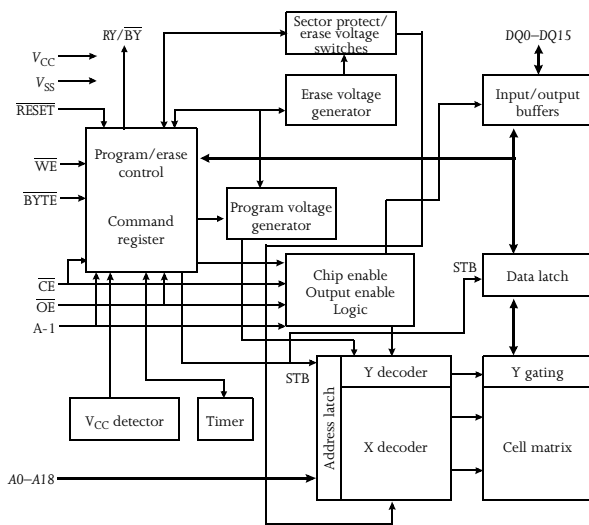 RY/BY
Sector protect/
erase voltage
switches
DQ0–DQ15
VCC
VSS
RESET
Erase voltage
generator
Input/output
buffers
Program/erase
control
WE
BYTE
Command
register
Program voltage
generator
STB
Data latch
Chip enable
Output enable
Logic
CE
OE
A-1
STB
Address latch
Y decoder
Y gating
VCC detector
Timer
X decoder
Cell matrix
A0–A18